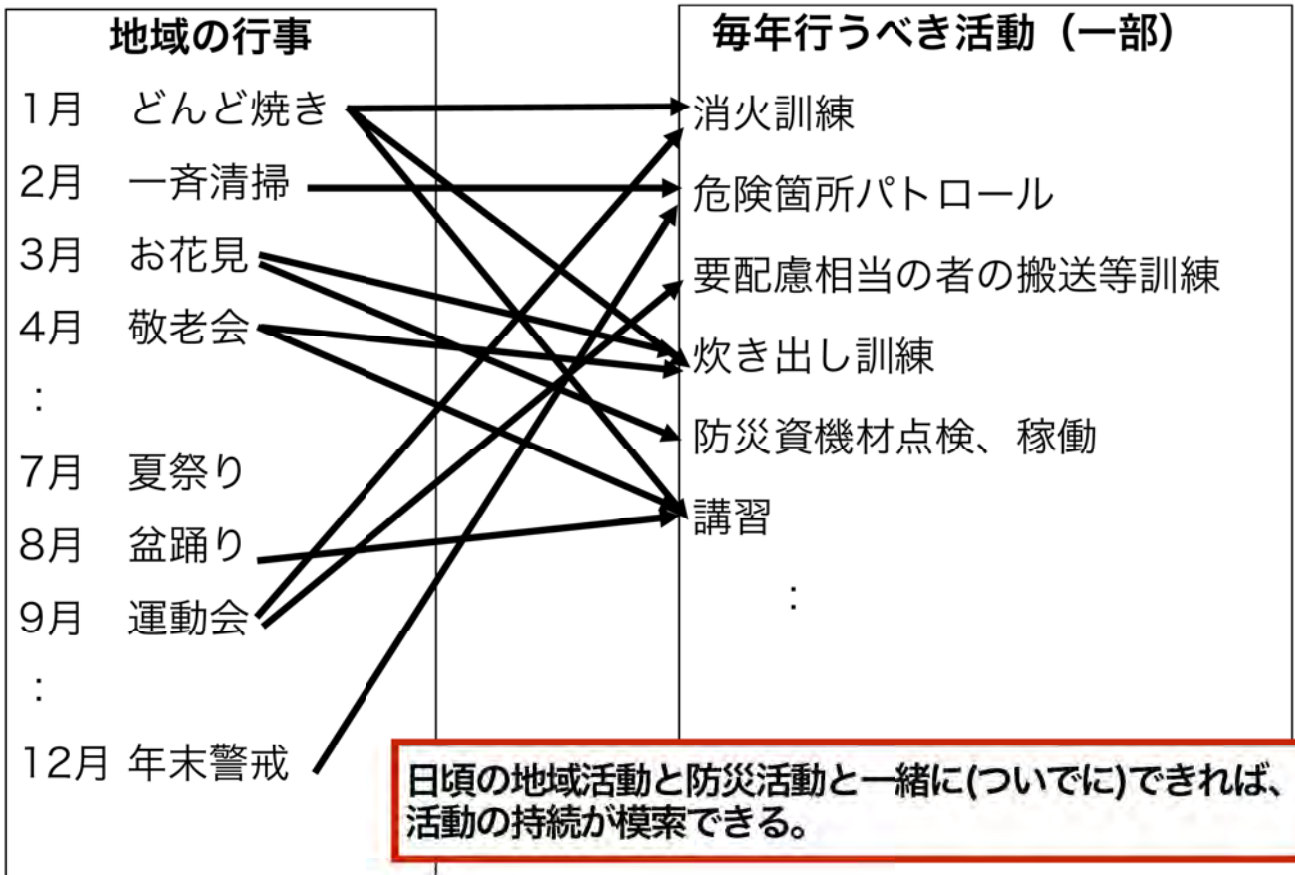 地域の行事
1月 どんど焼き
2月 一斉清掃
3月 お花見
4月 敬老会
:
7月 夏祭り
8月 盆踊り
9月 運動会
:
12月 年末警戒
毎年行うべき活動（一部）
消火訓練
危険箇所パトロール
要配慮相当の者の搬送等訓練
炊き出し訓練
防災資機材点検、稼働
講習
:
日頃の地域活動と防災活動と一緒に(ついでに)できれば、
活動の持続が模索できる。